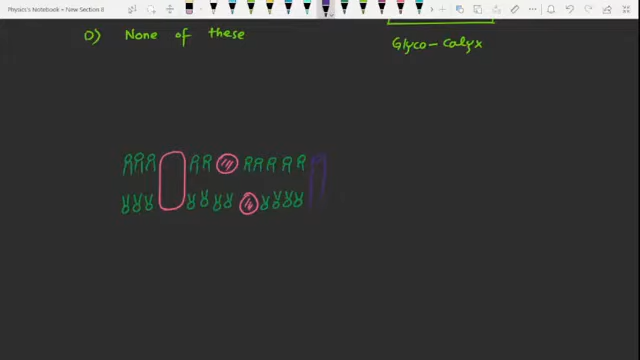 Physics's Notebook » New Section 8
D) None of these
Glyco-Calyx